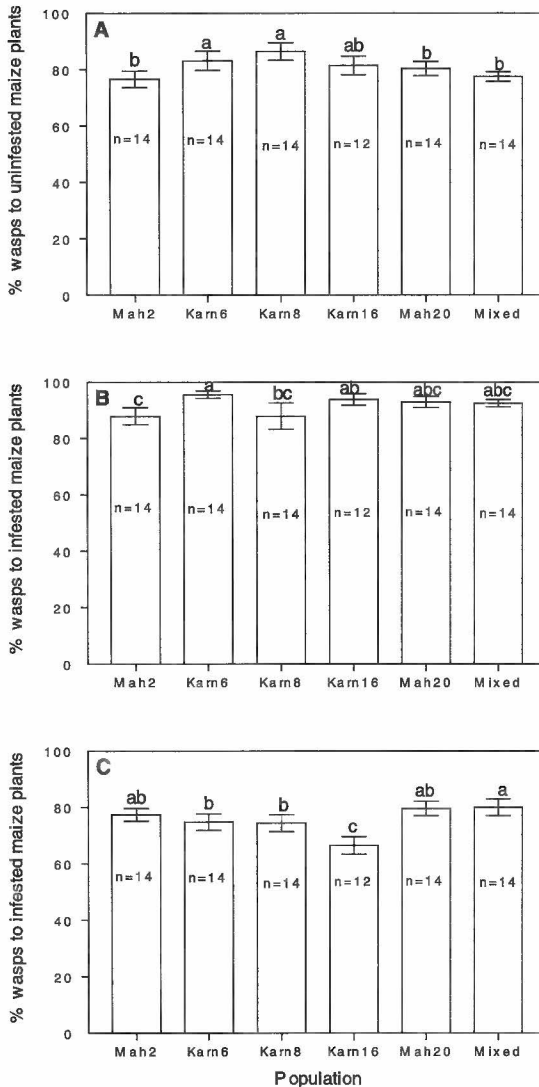 % wasps to uninfested maize plants
A
100
80
60
40
20
0
b a a ab b b
n=14 n=14 n=14 n=12 n=14 n=14
Mah2 Karn6 Karn8 Karn16 Mah20 Mixed
% wasps to infested maize plants
B
100
80
60
40
20
0
c a bc ab abc abc
n=14 n=14 n=14 n=12 n=14 n=14
Mah2 Karn6 Karn8 Karn16 Mah20 Mixed
% wasps to infested maize plants
C
100
80
60
40
20
0
ab b b c ab a
n=14 n=14 n=14 n=12 n=14 n=14
Mah2 Karn6 Karn8 Karn16 Mah20 Mixed
Population